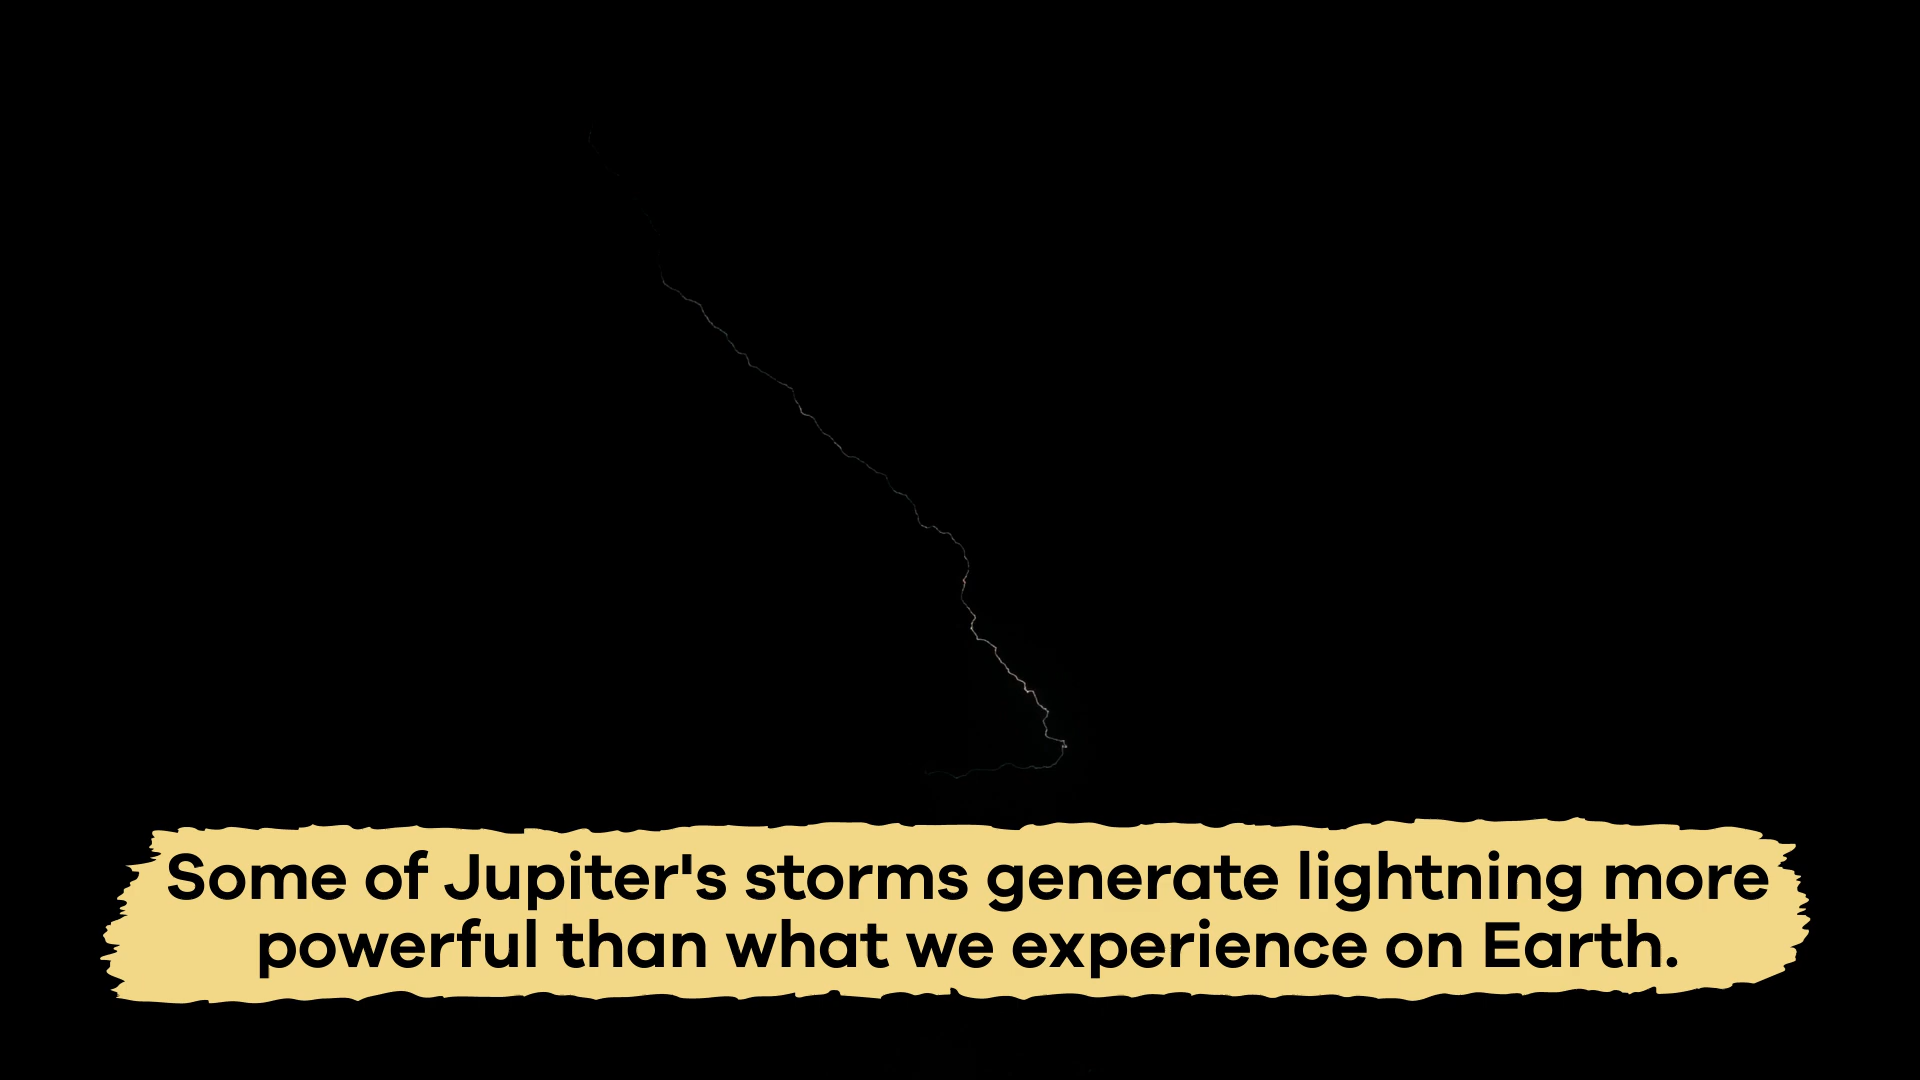 Some of Jupiter's storms generate lightning more
powerful than what we experience on Earth.